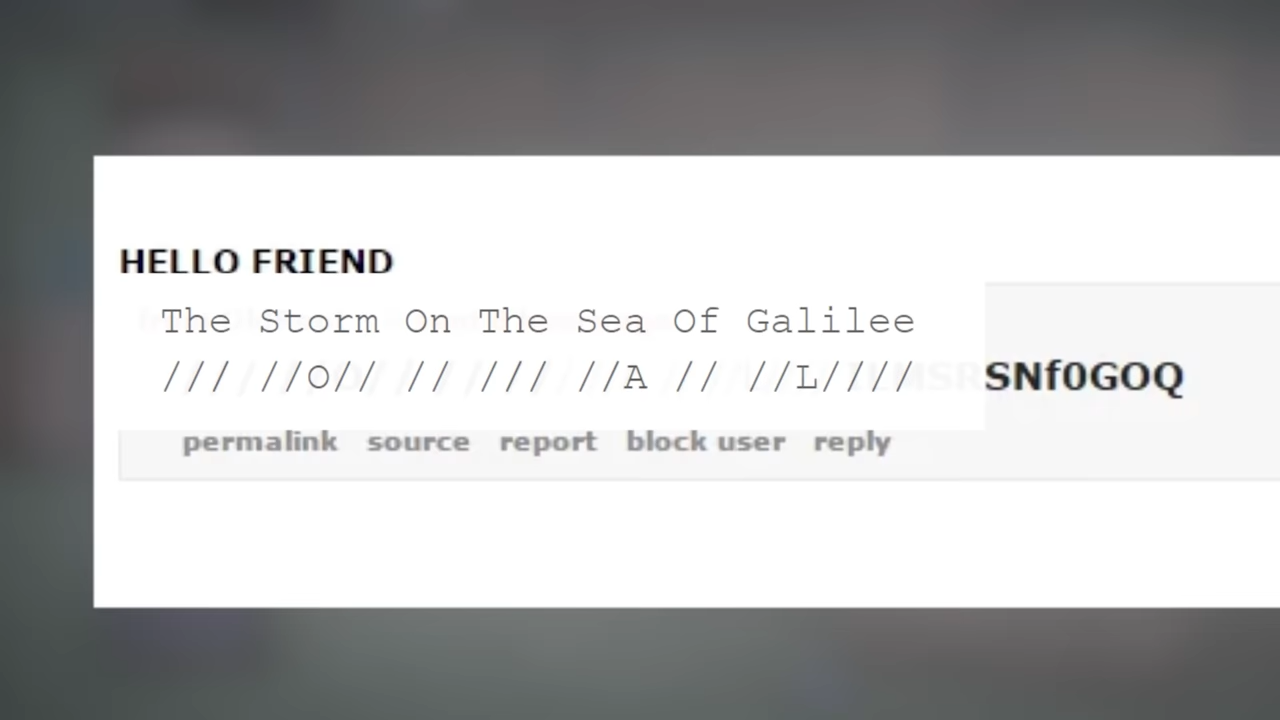 HELLO FRIEND
The Storm On The Sea Of Galilee
/// //O// // /// //A // //L////
SNf0GOQ
permalink source report block user reply